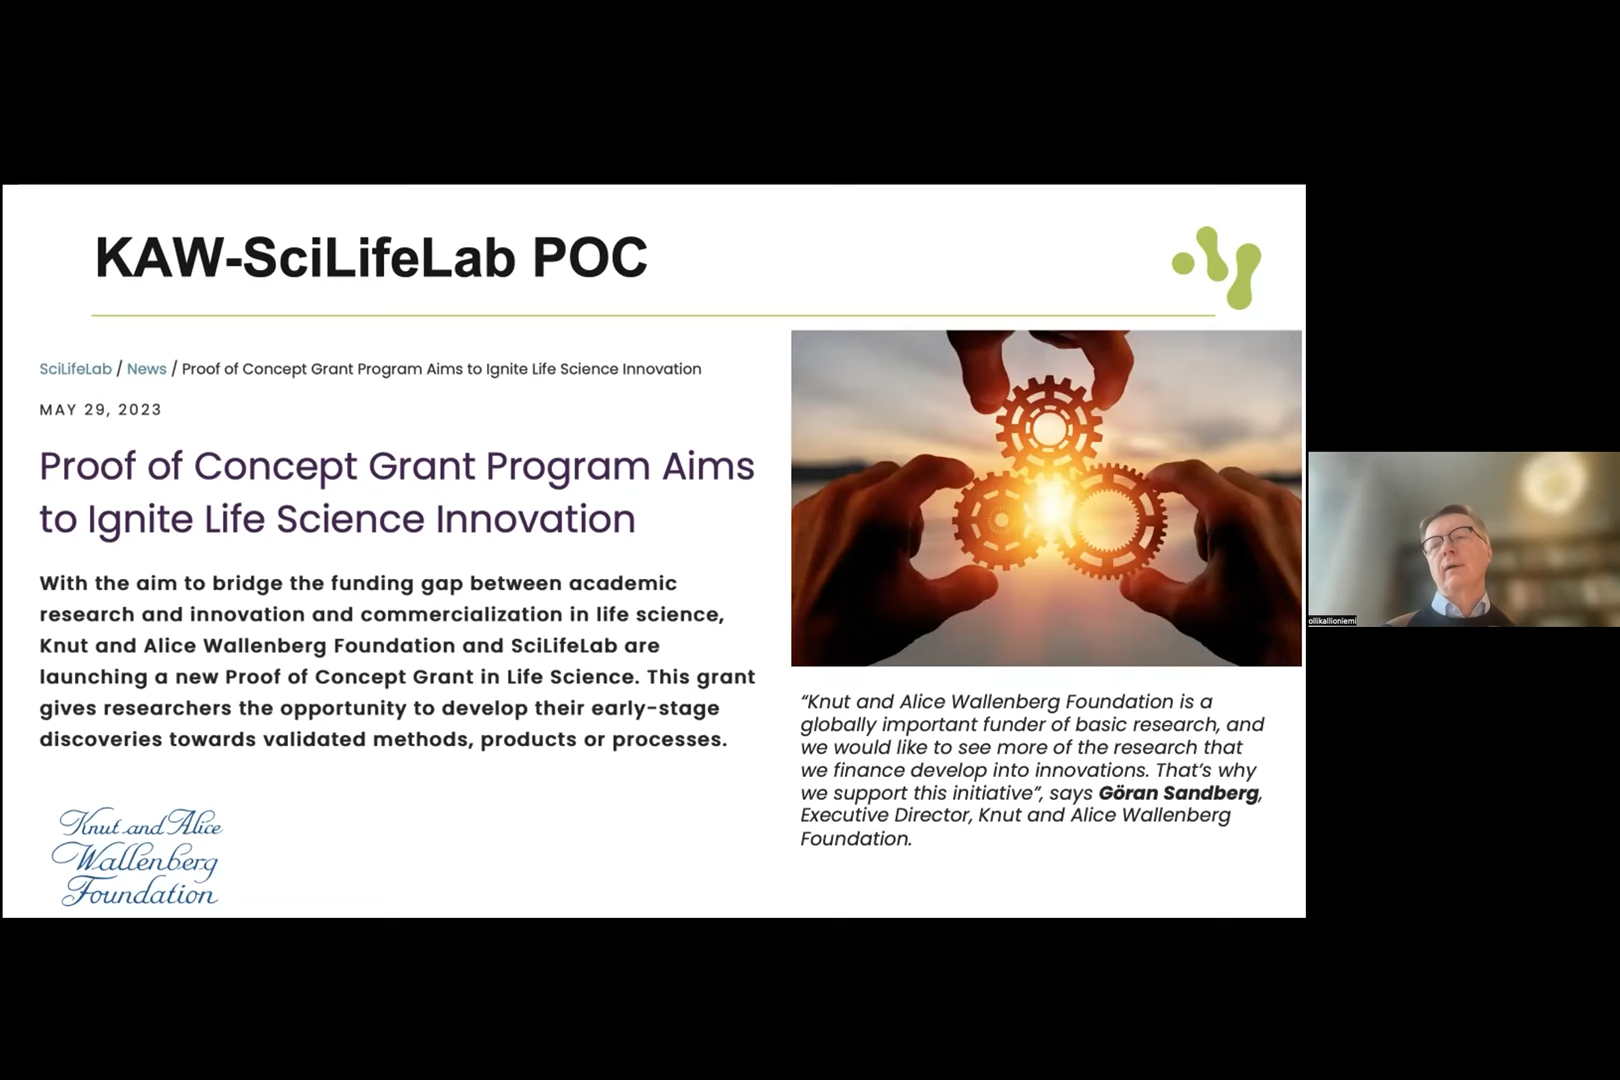 KAW-SciLifeLab POC
SciLifeLab / News / Proof of Concept Grant Program Aims to Ignite Life Science Innovation
MAY 29, 2023
Proof of Concept Grant Program Aims
to Ignite Life Science Innovation
With the aim to bridge the funding gap between academic
research and innovation and commercialization in life science,
Knut and Alice Wallenberg Foundation and SciLifeLab are
launching a new Proof of Concept Grant in Life Science. This grant
gives researchers the opportunity to develop their early-stage
discoveries towards validated methods, products or processes.
Knut and Alice
Wallenberg
Foundation
“Knut and Alice Wallenberg Foundation is a
globally important funder of basic research, and
we would like to see more of the research that
we finance develop into innovations. That’s why
we support this initiative”, says Göran Sandberg,
Executive Director, Knut and Alice Wallenberg
Foundation.
ollikallioniemi